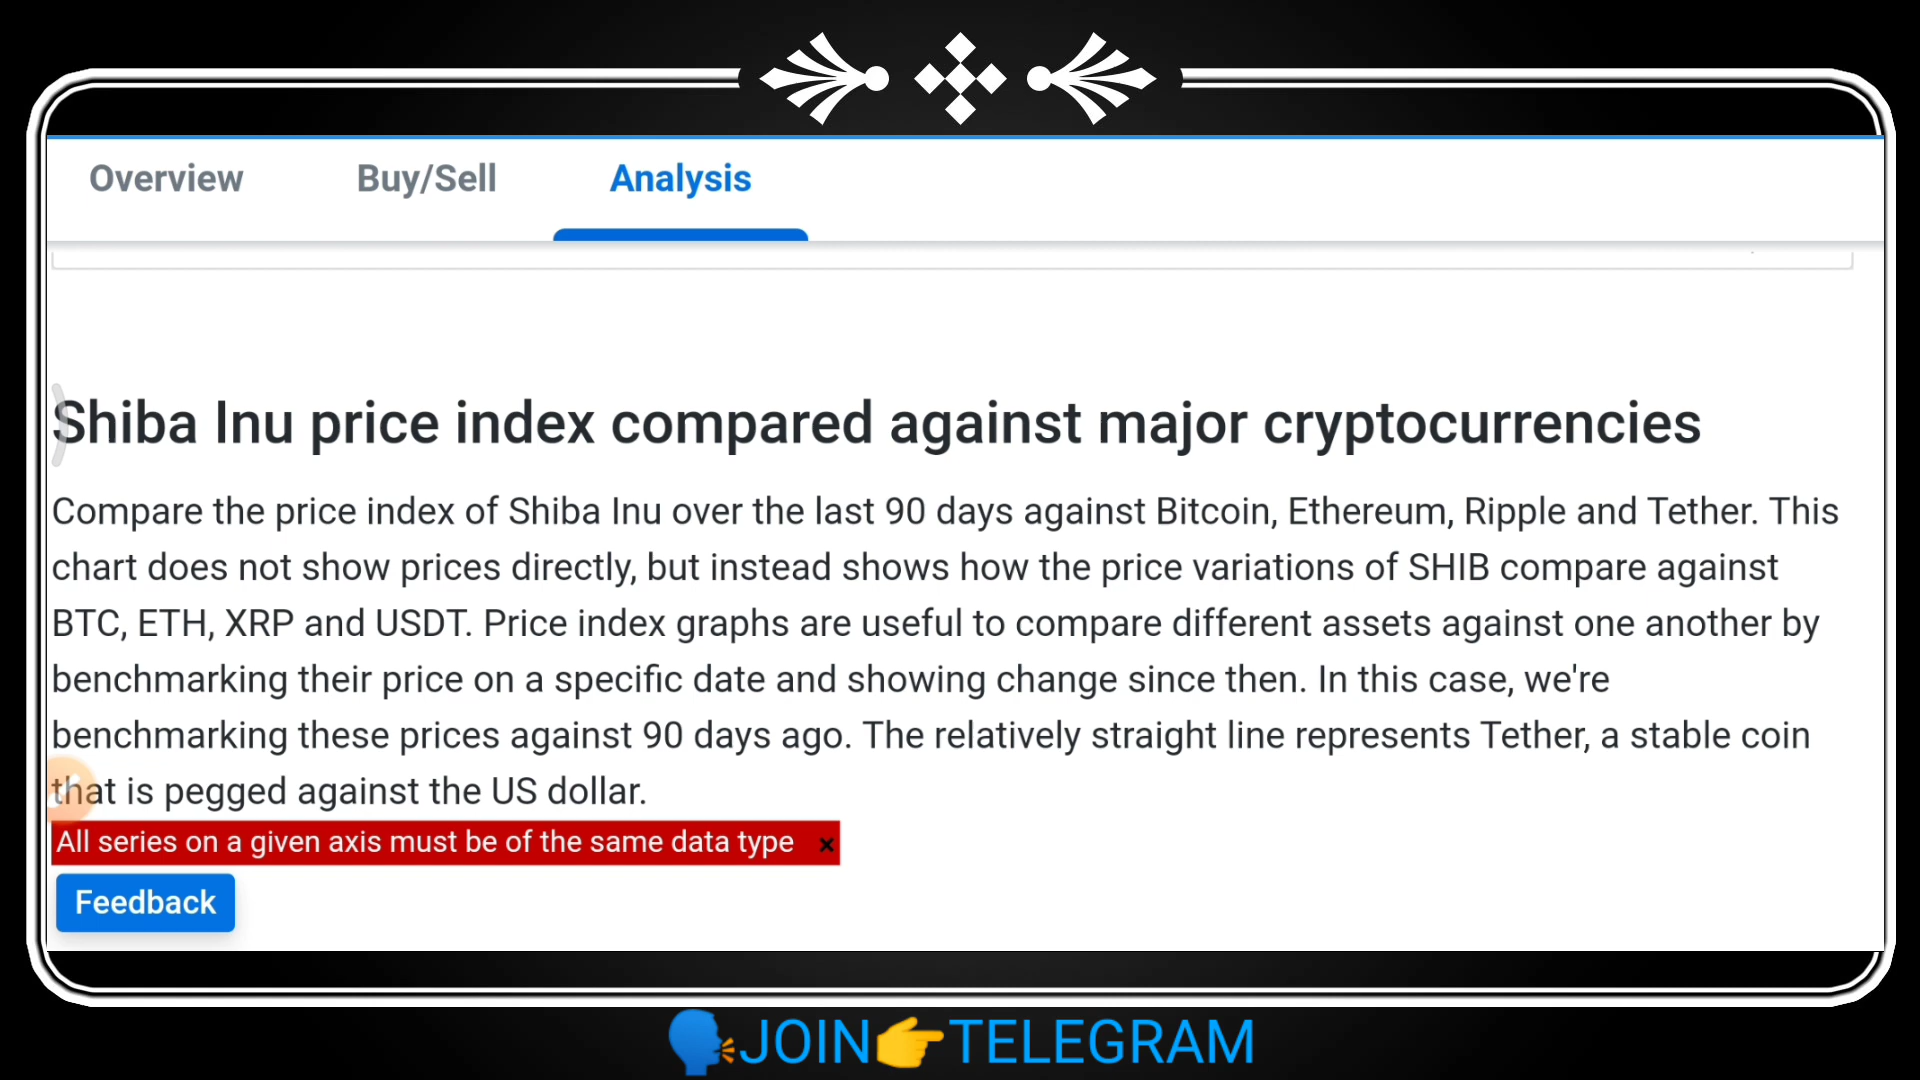 Overview Buy/Sell Analysis
Shiba Inu price index compared against major cryptocurrencies
Compare the price index of Shiba Inu over the last 90 days against Bitcoin, Ethereum, Ripple and Tether. This
chart does not show prices directly, but instead shows how the price variations of SHIB compare against
BTC, ETH, XRP and USDT. Price index graphs are useful to compare different assets against one another by
benchmarking their price on a specific date and showing change since then. In this case, we're
benchmarking these prices against 90 days ago. The relatively straight line represents Tether, a stable coin
that is pegged against the US dollar.
All series on a given axis must be of the same data type ×
Feedback
🗣JOIN👉TELEGRAM